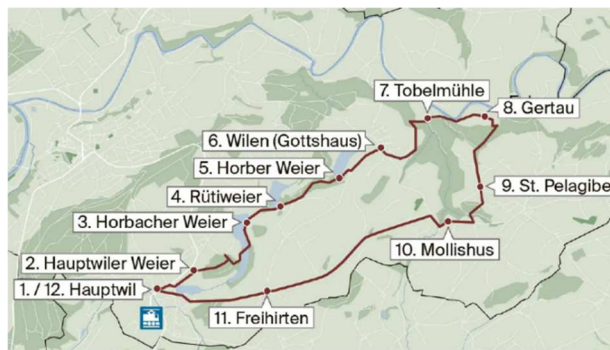 7. Tobelmühle
8. Gertau
6. Wilen (Gottshaus)
5. Horber Weier
4. Rütiweier
9. St. Pelagibe
3. Horbacher Weier
10. Mollishus
2. Hauptwiler Weier
1. / 12. Hauptwil
11. Freihirten